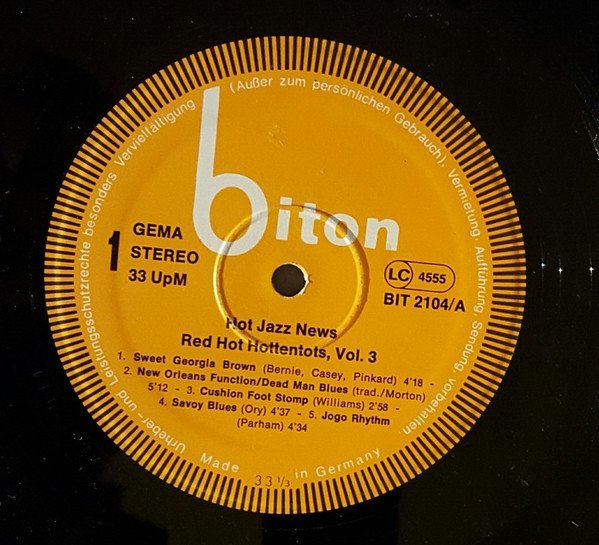 Urheber- und Leistungsschutzrechte besonders Vervielfältigung (Außer zum persönlichen Gebrauch), Vermietung, Aufführung, Sendung vorbehalten.
biton
1
GEMA
STEREO
33 UpM
LC 4555
BIT 2104/A
Hot Jazz News
Red Hot Hottentots, Vol. 3
1. Sweet Georgia Brown (Bernie, Casey, Pinkard) 4'18 -
2. New Orleans Function/Dead Man Blues (trad./Morton)
5'12 - 3. Cushion Foot Stomp (Williams) 2'58 -
4. Savoy Blues (Ory) 4'37 - 5. Jogo Rhythm
(Parham) 4'34
Made in Germany
33 1/3